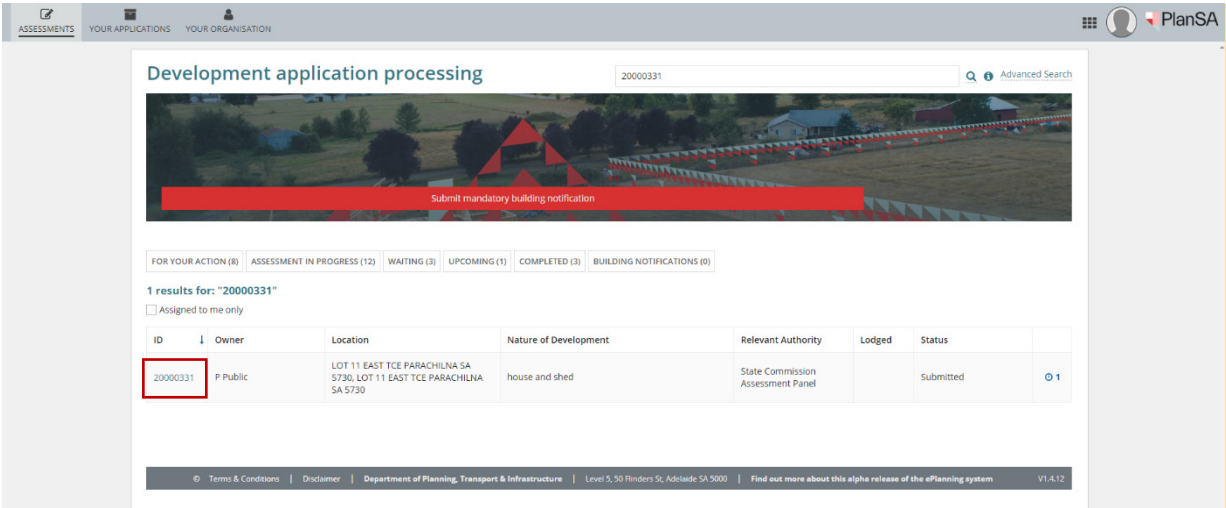 ASSESSMENTS
YOUR APPLICATIONS
YOUR ORGANISATION
PlanSA
Development application processing
20000331
Advanced Search
Submit mandatory building notification
FOR YOUR ACTION (8)
ASSESSMENT IN PROGRESS (12)
WAITING (3)
UPCOMING (1)
COMPLETED (3)
BUILDING NOTIFICATIONS (0)
1 results for: "20000331"
Assigned to me only
ID ↓ Owner Location Nature of Development Relevant Authority Lodged Status
20000331
P Public
LOT 11 EAST TCE PARACHILNA SA
5730, LOT 11 EAST TCE PARACHILNA
SA 5730
house and shed
State Commission
Assessment Panel
Submitted
1
© Terms & Conditions | Disclaimer | Department of Planning, Transport & Infrastructure | Level 5, 50 Flinders St, Adelaide SA 5000 | Find out more about this alpha release of the ePlanning system V1.4.12